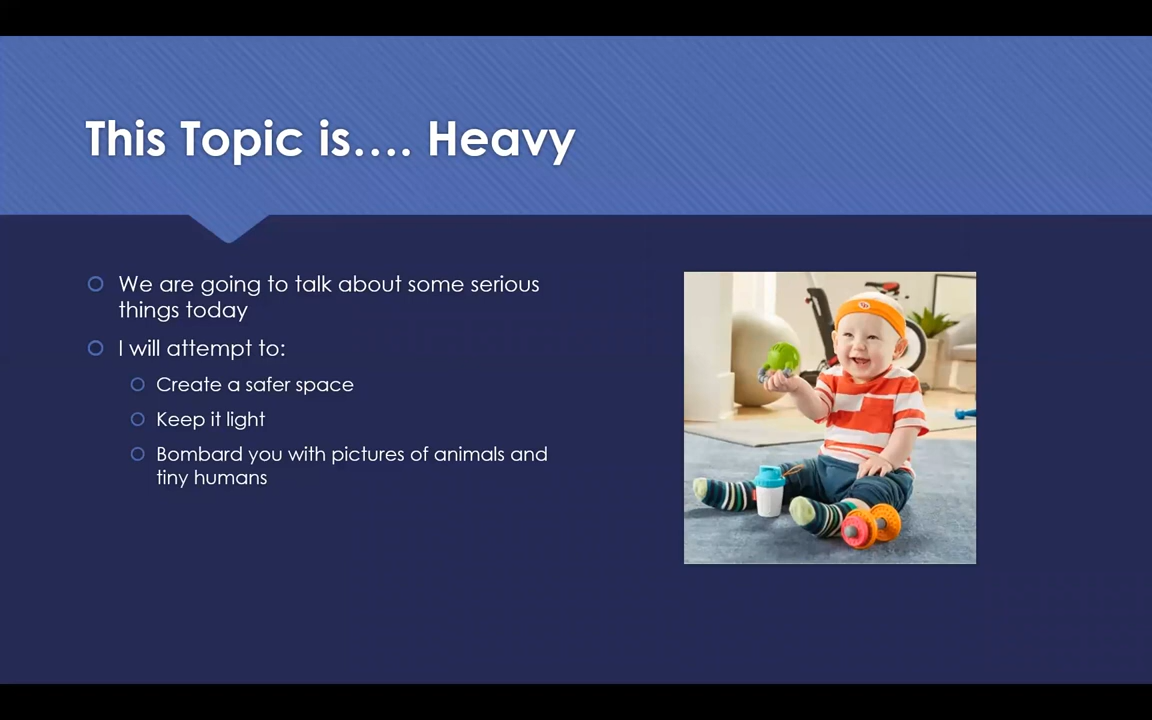 This Topic is.... Heavy
We are going to talk about some serious
things today
I will attempt to:
Create a safer space
Keep it light
Bombard you with pictures of animals and
tiny humans